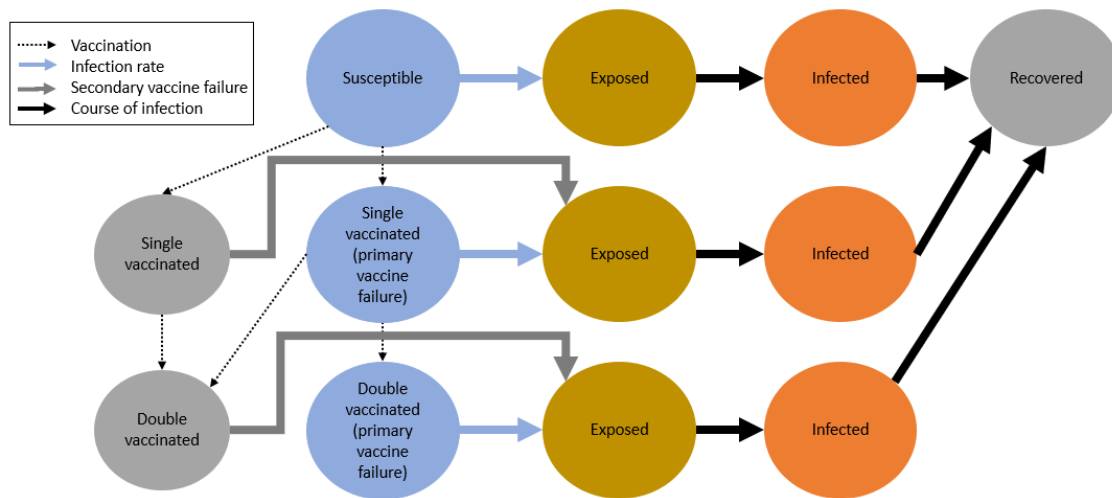 Vaccination
Infection rate
Secondary vaccine failure
Course of infection
Susceptible
Exposed
Infected
Recovered
Single
vaccinated
Single
vaccinated
(primary
vaccine
failure)
Exposed
Infected
Double
vaccinated
Double
vaccinated
(primary
vaccine
failure)
Exposed
Infected